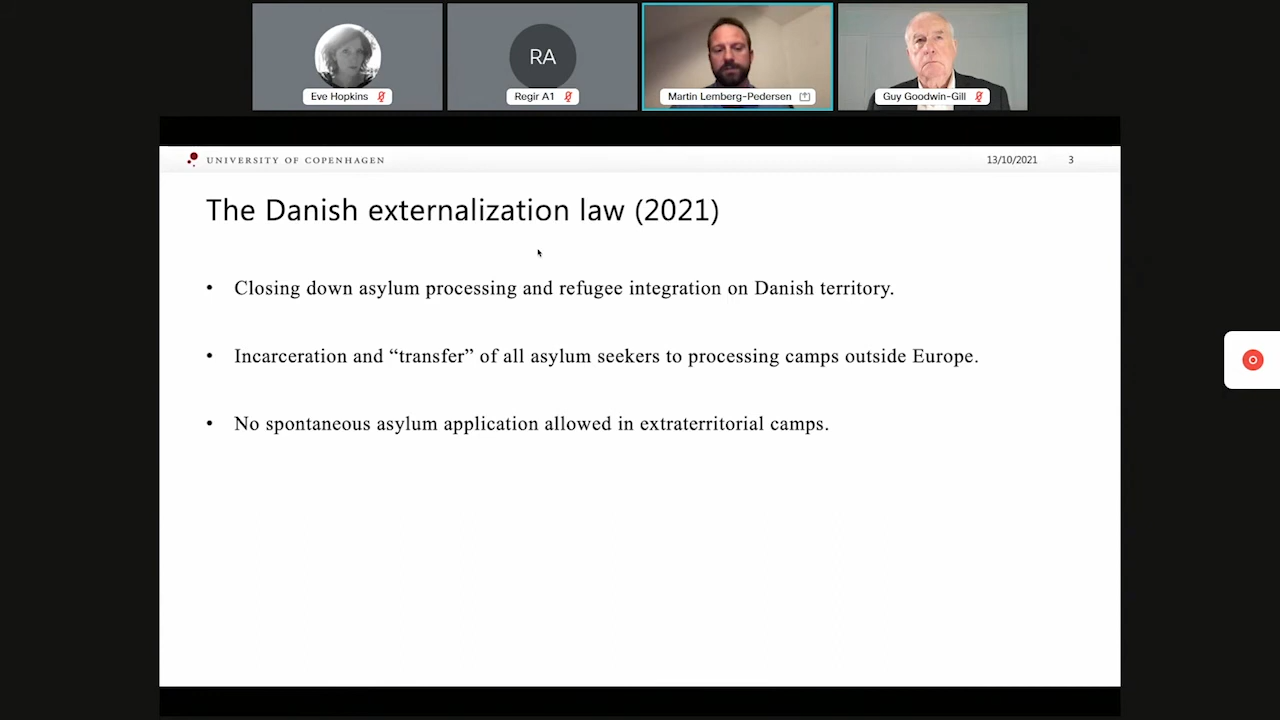 Eve Hopkins
RA
Regir A1
Martin Lemberg-Pedersen
Guy Goodwin-Gill
UNIVERSITY OF COPENHAGEN
13/10/2021
3
The Danish externalization law (2021)
• Closing down asylum processing and refugee integration on Danish territory.
• Incarceration and “transfer” of all asylum seekers to processing camps outside Europe.
• No spontaneous asylum application allowed in extraterritorial camps.